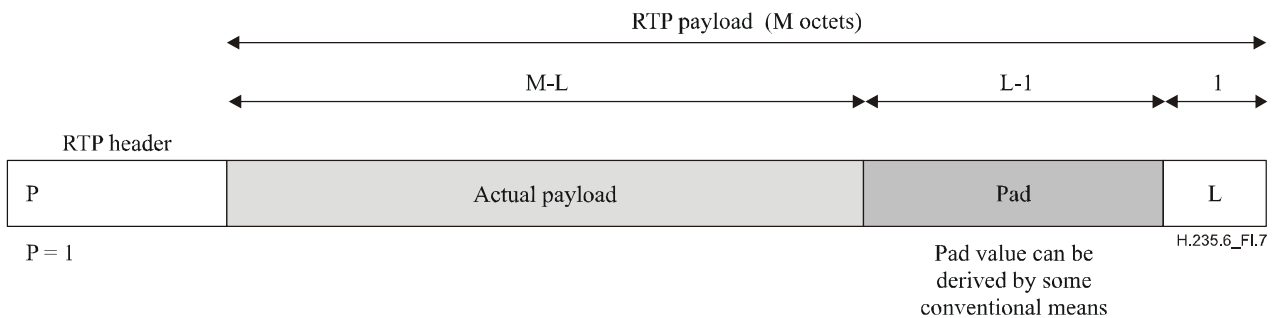 RTP payload (M octets)
M-L
L-1
1
RTP header
P
Actual payload
Pad
L
P = 1
H.235.6_FI.7
Pad value can be
derived by some
conventional means